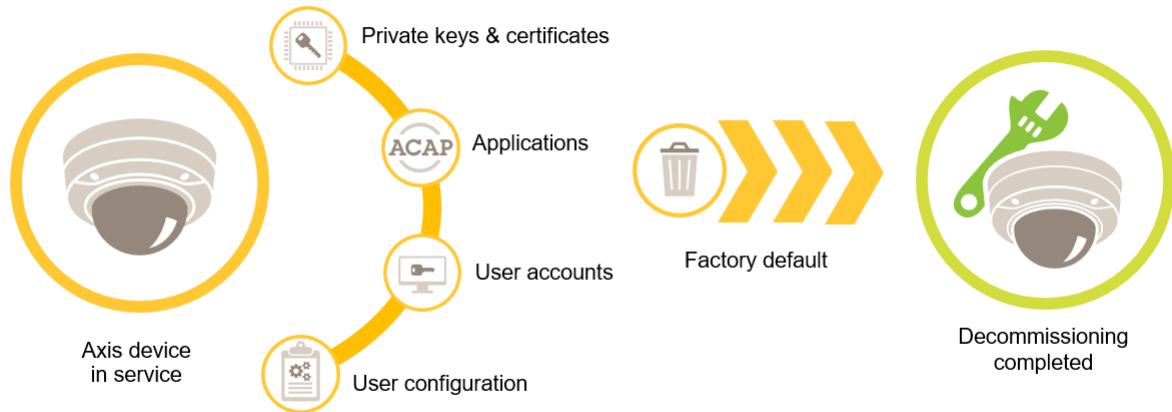 Private keys & certificates
ACAP
Applications
User accounts
User configuration
Axis device
in service
Factory default
Decommissioning
completed